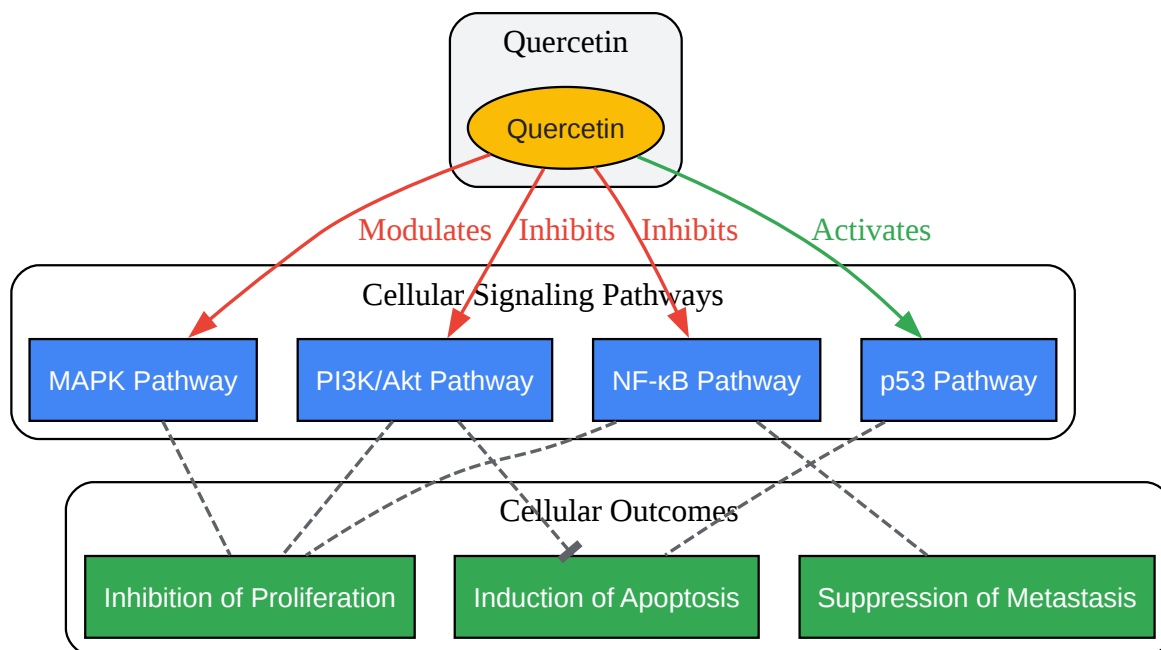 Quercetin
Quercetin
Modulates
Inhibits
Inhibits
Activates
Cellular Signaling Pathways
MAPK Pathway
PI3K/Akt Pathway
NF-κB Pathway
p53 Pathway
Cellular Outcomes
Inhibition of Proliferation
Induction of Apoptosis
Suppression of Metastasis